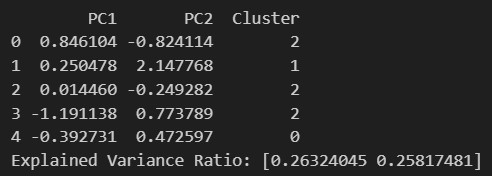 PC1 PC2 Cluster
0 0.846104 -0.824114 2
1 0.250478 2.147768 1
2 0.014460 -0.249282 2
3 -1.191138 0.773789 2
4 -0.392731 0.472597 0
Explained Variance Ratio: [0.26324045 0.25817481]